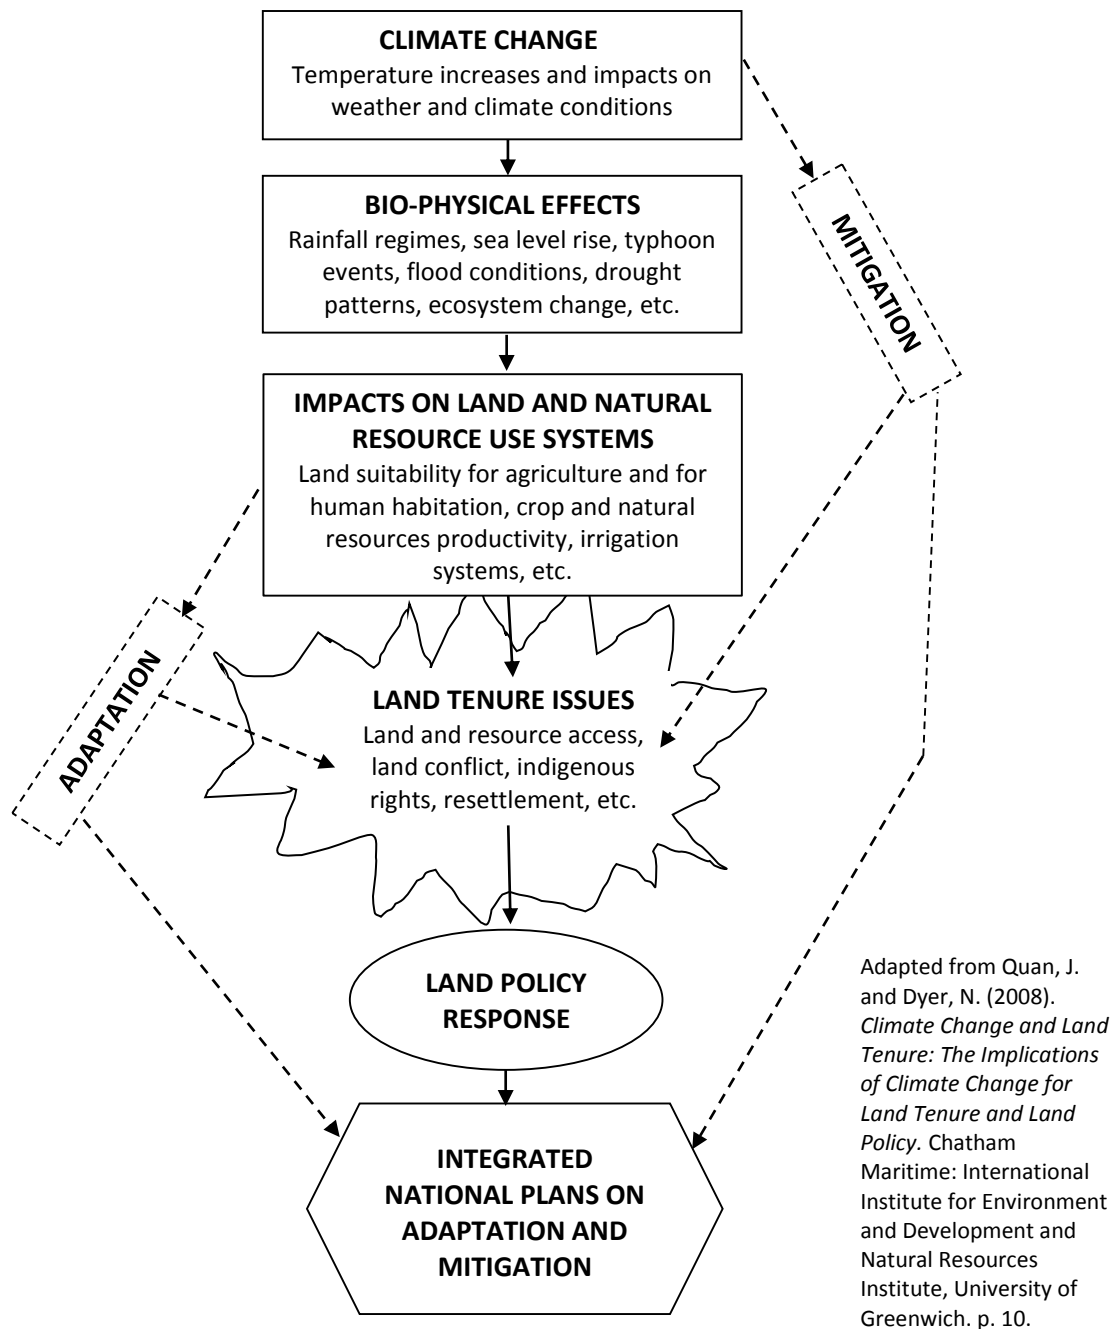 CLIMATE CHANGE
Temperature increases and impacts on
weather and climate conditions
BIO-PHYSICAL EFFECTS
Rainfall regimes, sea level rise, typhoon
events, flood conditions, drought
patterns, ecosystem change, etc.
MITIGATION
IMPACTS ON LAND AND NATURAL
RESOURCE USE SYSTEMS
Land suitability for agriculture and for
human habitation, crop and natural
resources productivity, irrigation
systems, etc.
ADAPTATION
LAND TENURE ISSUES
Land and resource access,
land conflict, indigenous
rights, resettlement, etc.
LAND POLICY
RESPONSE
INTEGRATED
NATIONAL PLANS ON
ADAPTATION AND
MITIGATION
Adapted from Quan, J.
and Dyer, N. (2008).
Climate Change and Land
Tenure: The Implications
of Climate Change for
Land Tenure and Land
Policy. Chatham
Maritime: International
Institute for Environment
and Development and
Natural Resources
Institute, University of
Greenwich. p. 10.